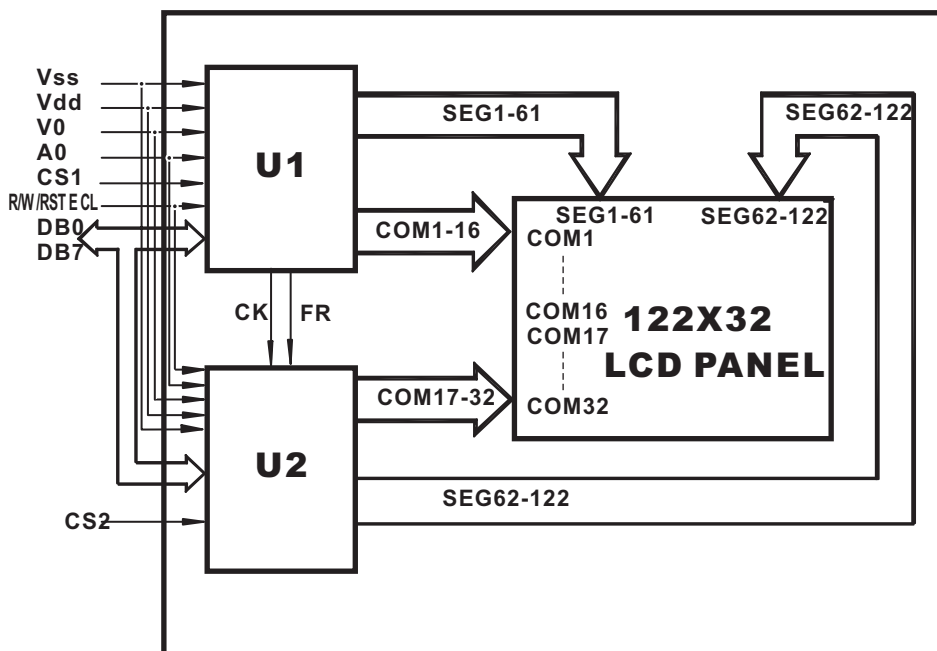 Vss
Vdd
V0
A0
CS1
R/W /RST E CL
DB0
DB7
CS2
U1
U2
CK
FR
SEG1-61
SEG62-122
COM1-16
COM17-32
SEG62-122
SEG1-61
SEG62-122
COM1
COM16
COM17
COM32
122X32
LCD PANEL